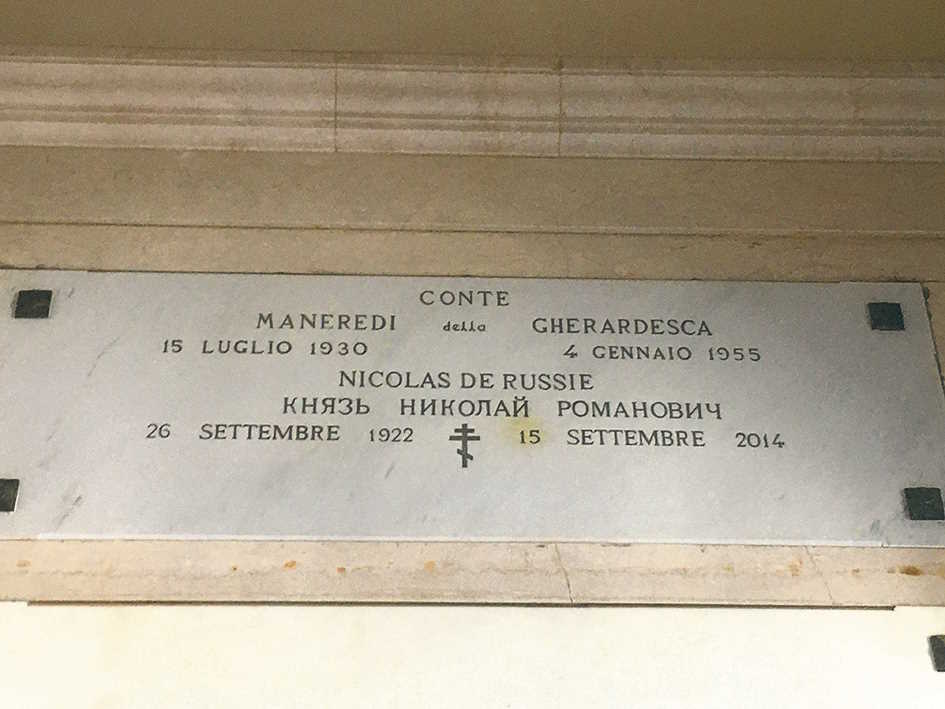 CONTE
MANEREDI della GHERARDESCA
15 LUGLIO 1930 4 GENNAIO 1955
NICOLAS DE RUSSIE
КНЯЗЬ НИКОЛАЙ РОМАНОВИЧ
26 SETTEMBRE 1922 15 SETTEMBRE 2014